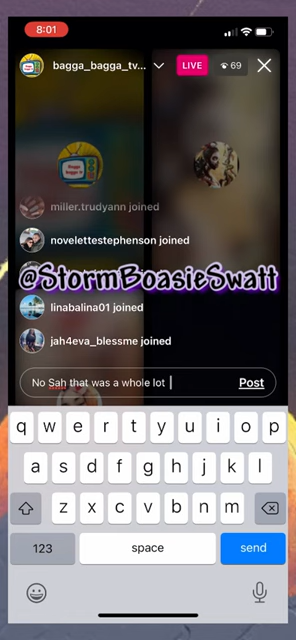 8:01
bagga_bagga_tv...
LIVE
69
miller.trudyann joined
novelettestephenson joined
@StormBoasieSwatt
linabalina01 joined
jah4eva_blessme joined
No Sah that was a whole lot
Post
q w e r t y u i o p
a s d f g h j k l
z x c v b n m
123
space
send